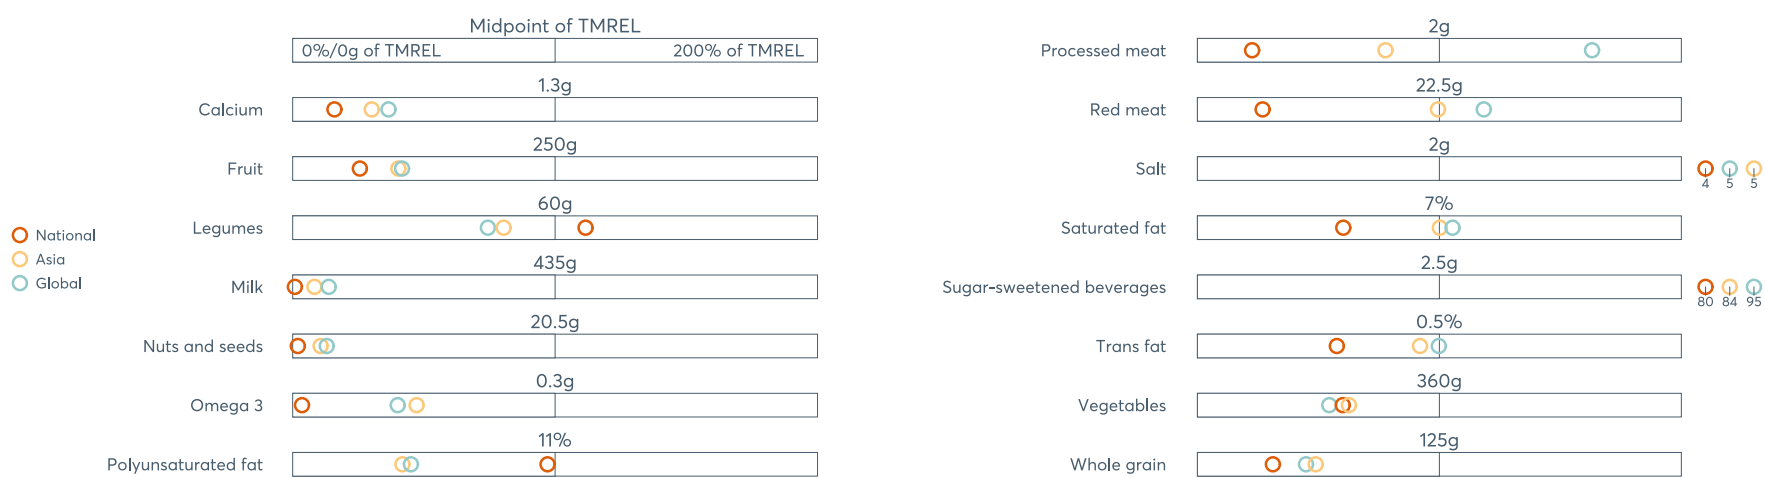 Midpoint of TMREL
0%/0g of TMREL 200% of TMREL
1.3g
Calcium
250g
Fruit
60g
Legumes
435g
Milk
20.5g
Nuts and seeds
0.3g
Omega 3
11%
Polyunsaturated fat
National
Asia
Global
2g
Processed meat
22.5g
Red meat
2g
Salt
4 5 5
7%
Saturated fat
2.5g
Sugar-sweetened beverages
80 84 95
0.5%
Trans fat
360g
Vegetables
125g
Whole grain